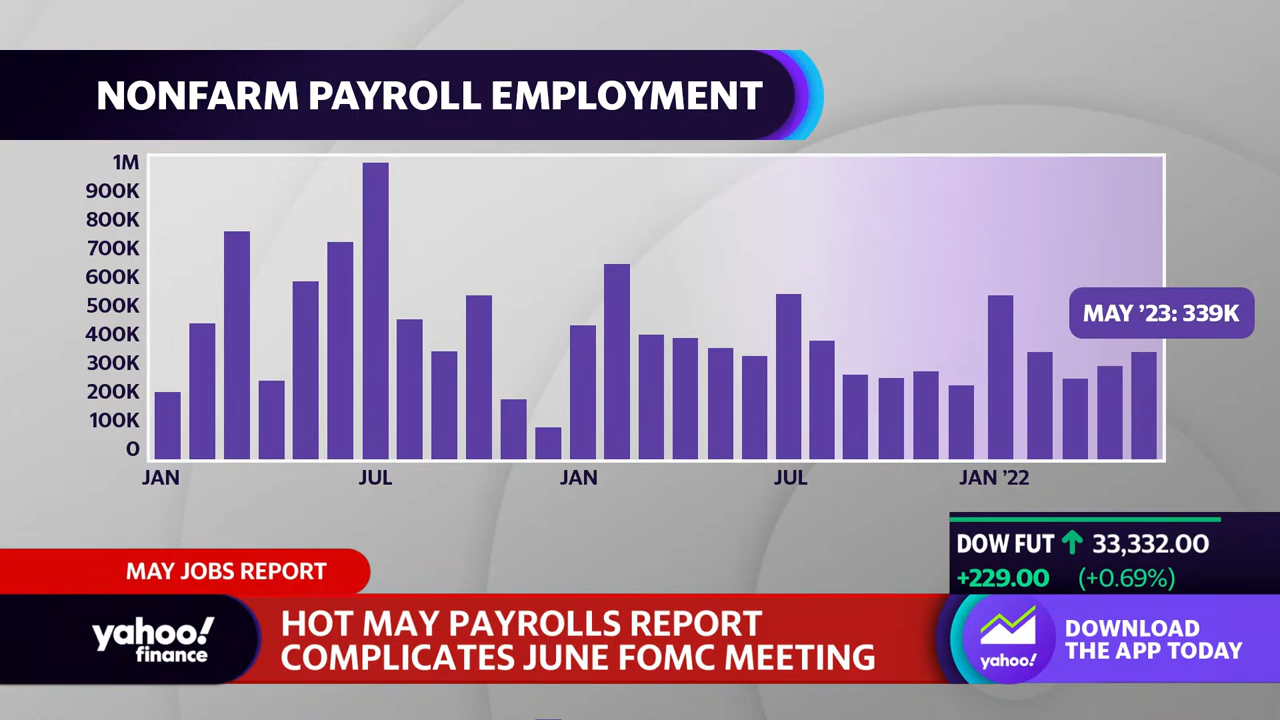 NONFARM PAYROLL EMPLOYMENT
1M
900K
800K
700K
600K
500K
400K
300K
200K
100K
0
JAN
JUL
JAN
JUL
JAN '22
MAY '23: 339K
DOW FUT 33,332.00
+229.00 (+0.69%)
MAY JOBS REPORT
yahoo!
finance
HOT MAY PAYROLLS REPORT
COMPLICATES JUNE FOMC MEETING
yahoo!
DOWNLOAD
THE APP TODAY